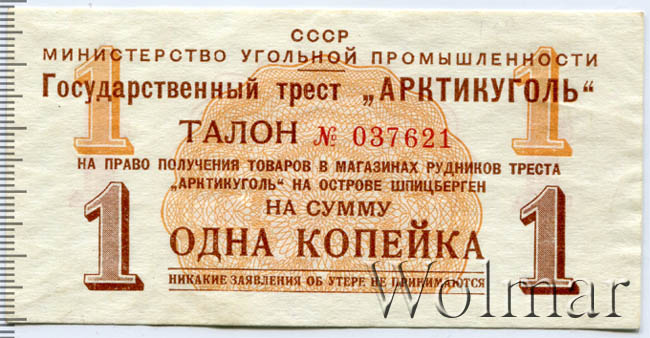 СССР
МИНИСТЕРСТВО УГОЛЬНОЙ ПРОМЫШЛЕННОСТИ
Государственный трест „АРКТИКУГОЛЬ“
1 ТАЛОН № 037621 1
НА ПРАВО ПОЛУЧЕНИЯ ТОВАРОВ В МАГАЗИНАХ РУДНИКОВ ТРЕСТА
„АРКТИКУГОЛЬ“ НА ОСТРОВЕ ШПИЦБЕРГЕН
НА СУММУ
1 ОДНА КОПЕЙКА 1
НИКАКИЕ ЗАЯВЛЕНИЯ ОБ УТЕРЕ НЕ ПРИНИМАЮТСЯ
Wolmar